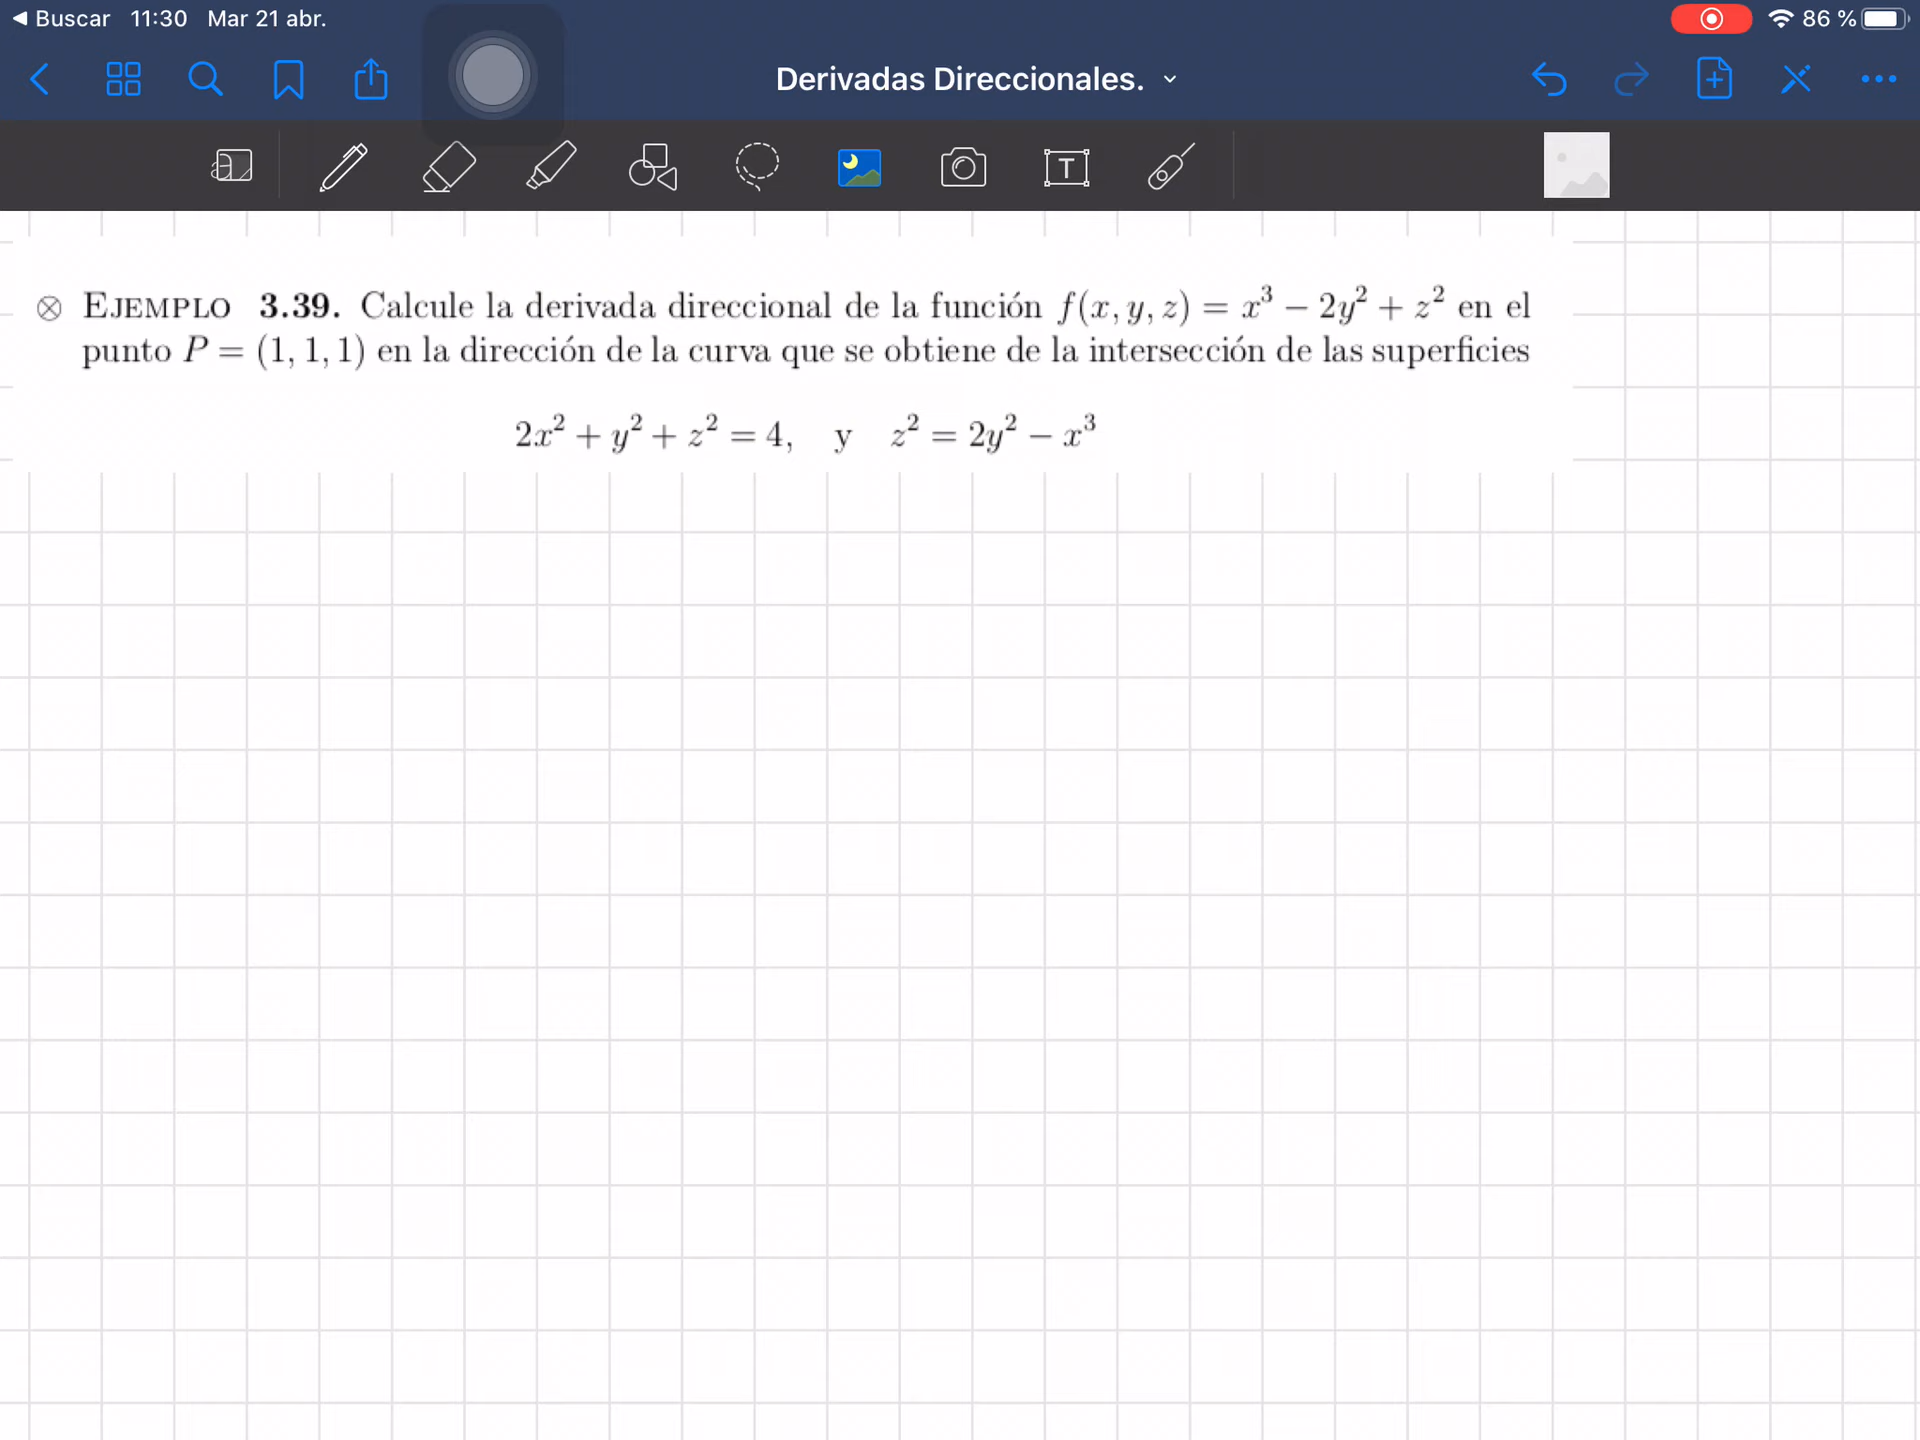 ◀ Buscar 11:30 Mar 21 abr. 86 %
Derivadas Direccionales.
T
⊗ EJEMPLO 3.39. Calcule la derivada direccional de la función f(x, y, z) = x³ − 2y² + z² en el
punto P = (1, 1, 1) en la dirección de la curva que se obtiene de la intersección de las superficies
2x² + y² + z² = 4, y z² = 2y² − x³